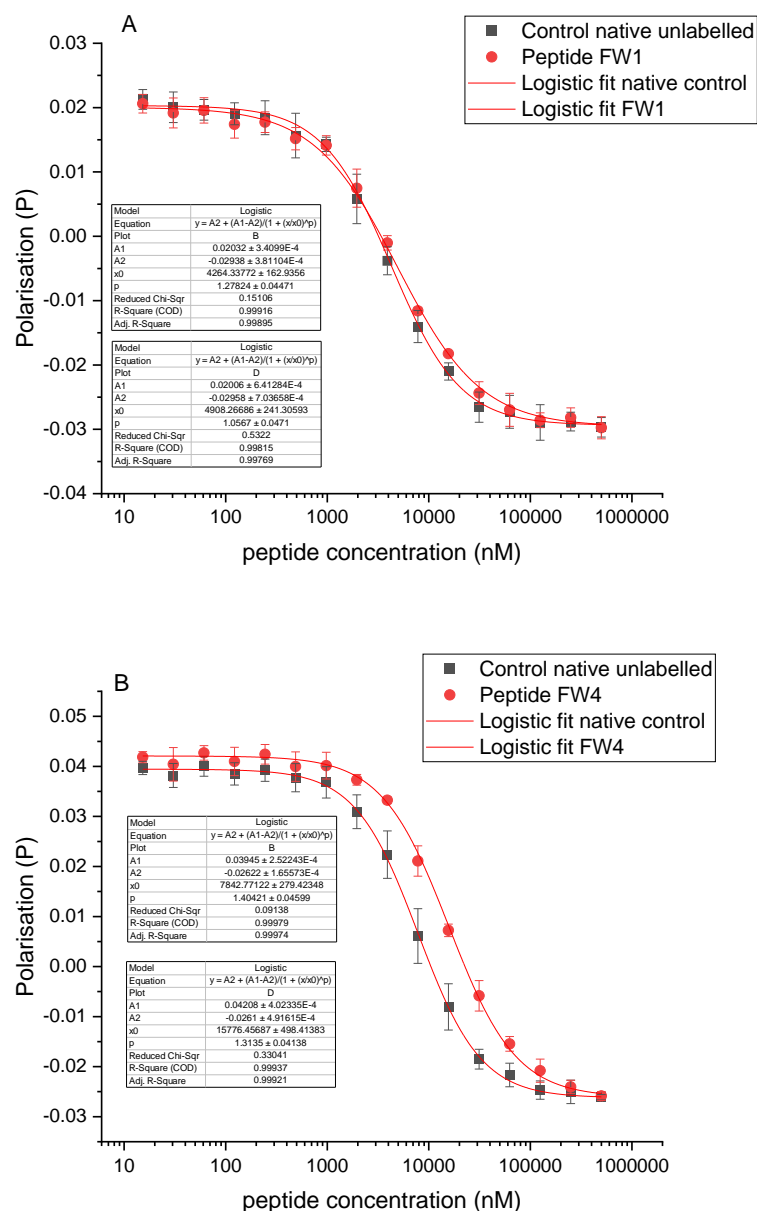 A
Control native unlabelled
Peptide FW1
Logistic fit native control
Logistic fit FW1
0.03
0.02
0.01
0.00
-0.01
-0.02
-0.03
-0.04
Polarisation (P)
Model Logistic
Equation y = A2 + (A1-A2)/(1 + (x/x0)^p)
Plot B
A1 0.02032 ± 3.4099E-4
A2 -0.02938 ± 3.81104E-4
x0 4264.33772 ± 162.9356
p 1.27824 ± 0.04471
Reduced Chi-Sqr 0.15106
R-Square (COD) 0.99916
Adj. R-Square 0.99895
Model Logistic
Equation y = A2 + (A1-A2)/(1 + (x/x0)^p)
Plot D
A1 0.02006 ± 6.41284E-4
A2 -0.02958 ± 7.03658E-4
x0 4908.26686 ± 241.30593
p 1.0567 ± 0.0471
Reduced Chi-Sqr 0.5322
R-Square (COD) 0.99815
Adj. R-Square 0.99769
10 100 1000 10000 100000 1000000
peptide concentration (nM)
B
Control native unlabelled
Peptide FW4
Logistic fit native control
Logistic fit FW4
0.05
0.04
0.03
0.02
0.01
0.00
-0.01
-0.02
-0.03
Polarisation (P)
Model Logistic
Equation y = A2 + (A1-A2)/(1 + (x/x0)^p)
Plot B
A1 0.03945 ± 2.52243E-4
A2 -0.02622 ± 1.65573E-4
x0 7842.77122 ± 279.42348
p 1.40421 ± 0.04599
Reduced Chi-Sqr 0.09138
R-Square (COD) 0.99979
Adj. R-Square 0.99974
Model Logistic
Equation y = A2 + (A1-A2)/(1 + (x/x0)^p)
Plot D
A1 0.04208 ± 4.02335E-4
A2 -0.0261 ± 4.91615E-4
x0 15776.45687 ± 498.41383
p 1.3135 ± 0.04138
Reduced Chi-Sqr 0.33041
R-Square (COD) 0.99937
Adj. R-Square 0.99921
10 100 1000 10000 100000 1000000
peptide concentration (nM)